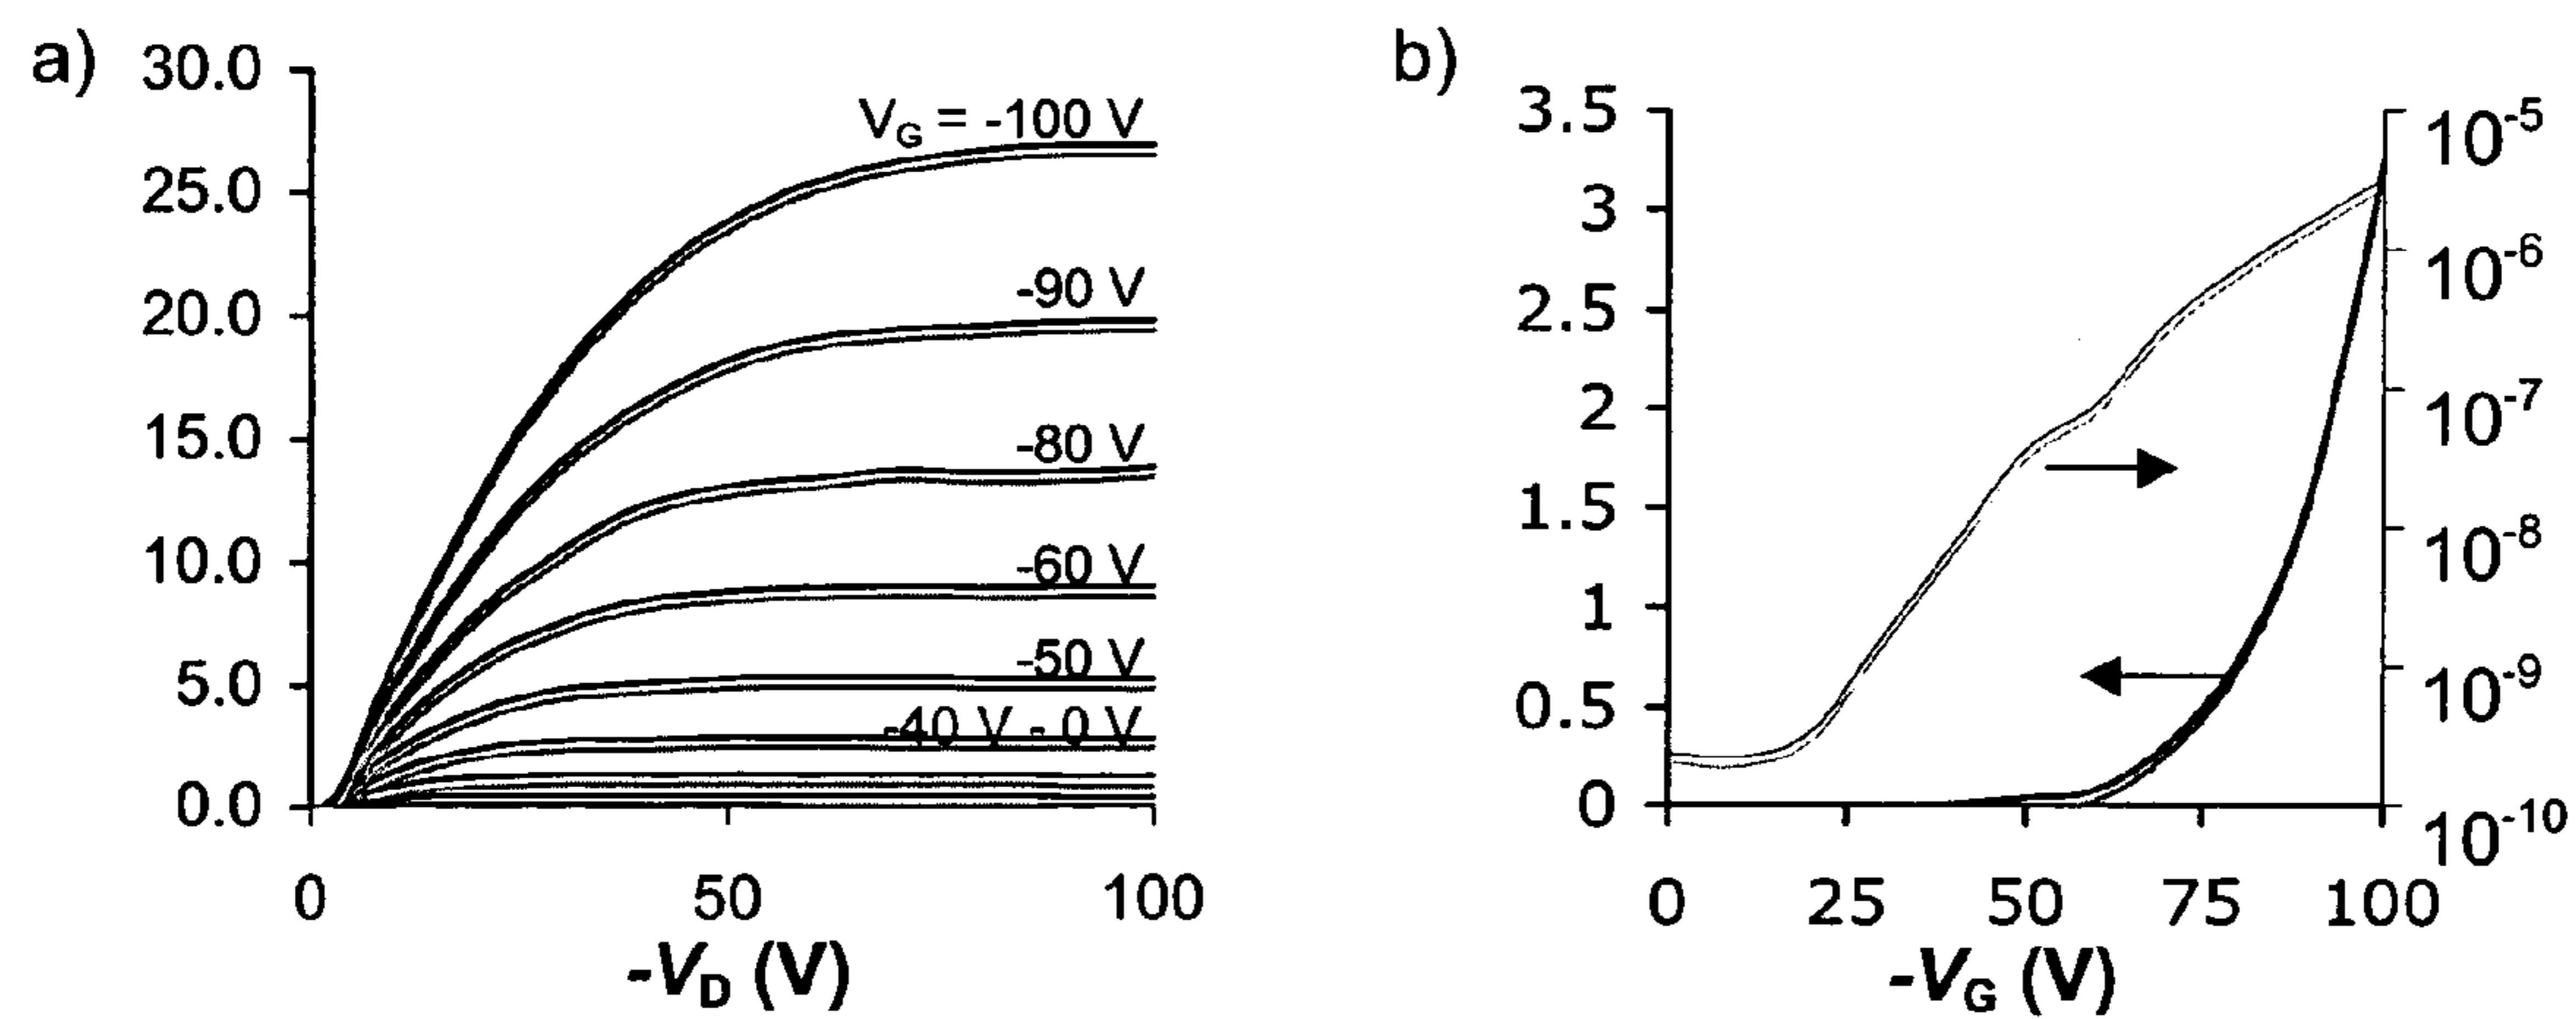 a)
30.0
25.0
20.0
15.0
10.0
5.0
0.0
V_G = -100 V
-90 V
-80 V
-60 V
-50 V
-40 V - 0 V
0 50 100
-V_D (V)
b)
3.5
3
2.5
2
1.5
1
0.5
0
10^-5
10^-6
10^-7
10^-8
10^-9
10^-10
0 25 50 75 100
-V_G (V)